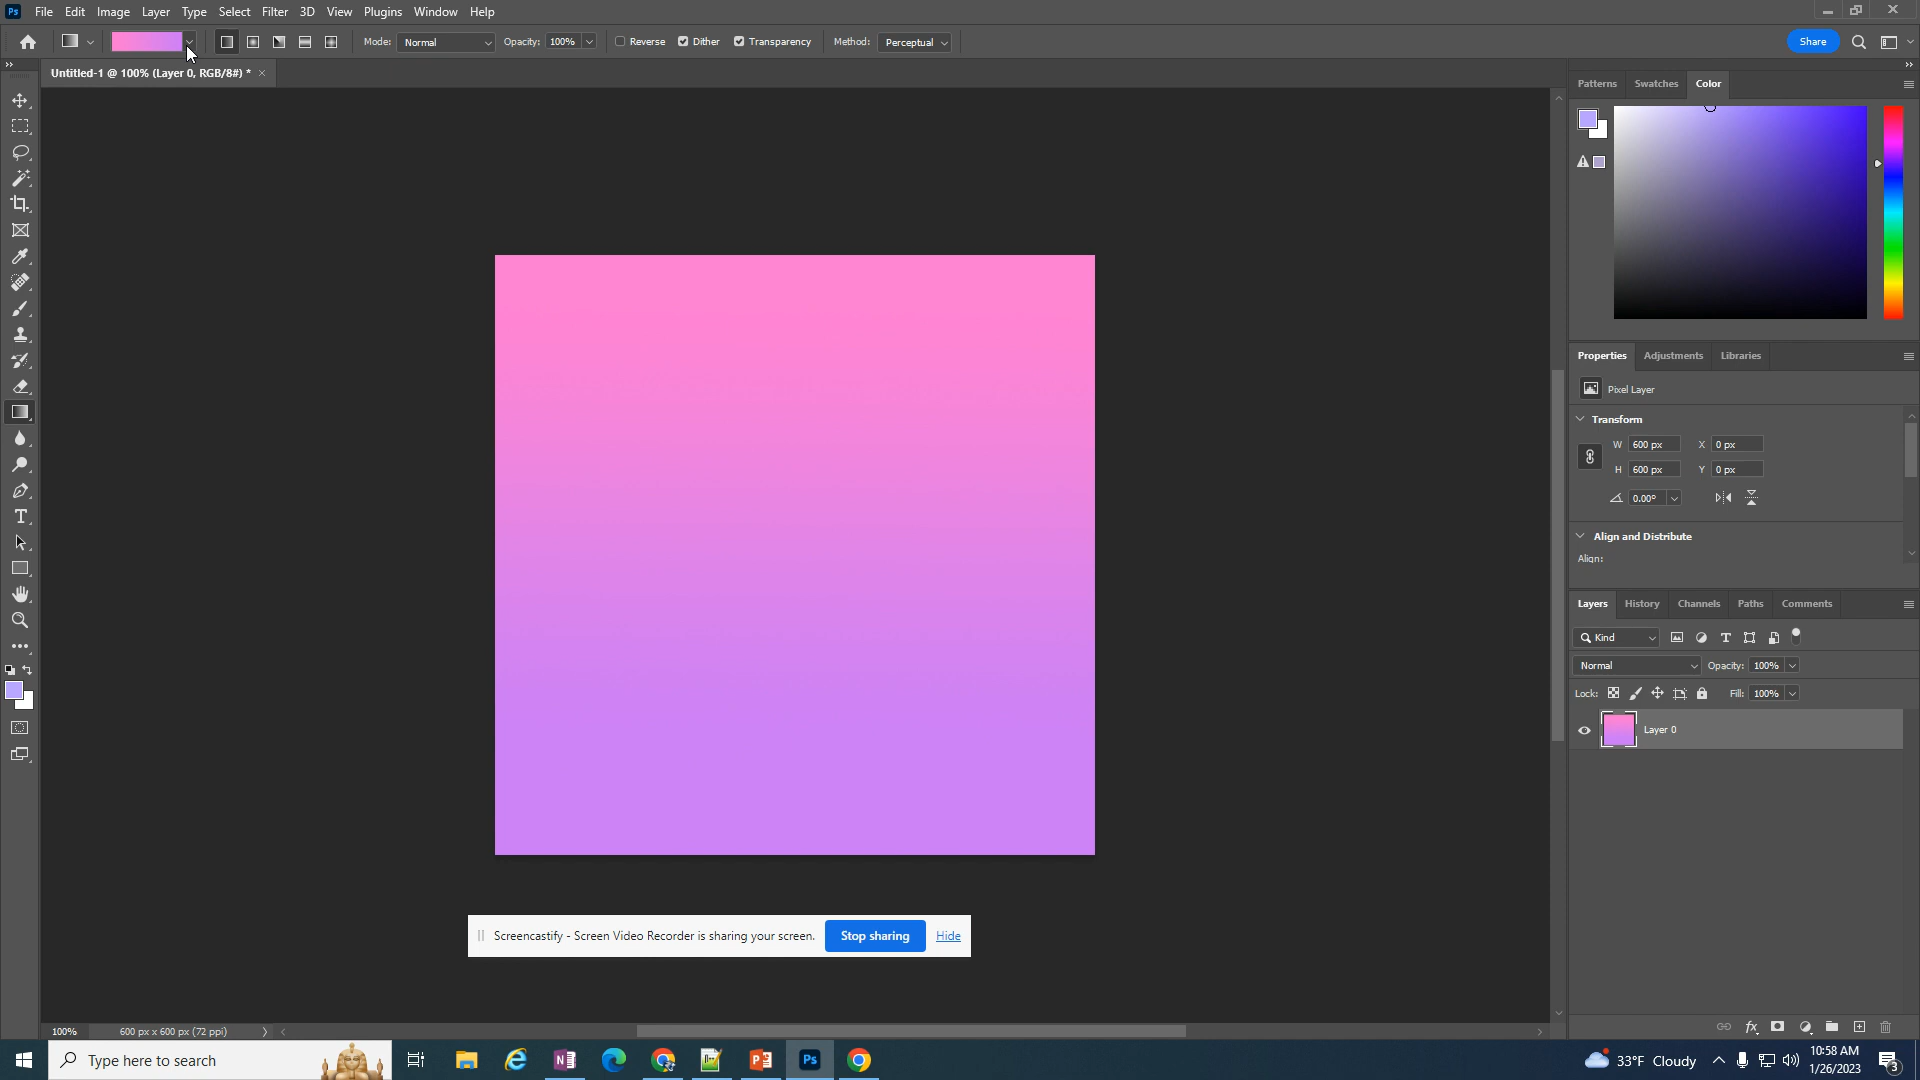 Ps File Edit Image Layer Type Select Filter 3D View Plugins Window Help
Mode: Normal Opacity: 100% Reverse Dither Transparency Method: Perceptual Share
Untitled-1 @ 100% (Layer 0, RGB/8#) *
Patterns Swatches Color
Properties Adjustments Libraries
Pixel Layer
Transform
W 600 px X 0 px
H 600 px Y 0 px
0.00°
Align and Distribute
Align:
Layers History Channels Paths Comments
Kind
Normal Opacity: 100%
Lock: Fill: 100%
Layer 0
Screencastify - Screen Video Recorder is sharing your screen. Stop sharing Hide
100% 600 px x 600 px (72 ppi)
Type here to search
33°F Cloudy
10:58 AM
1/26/2023
3